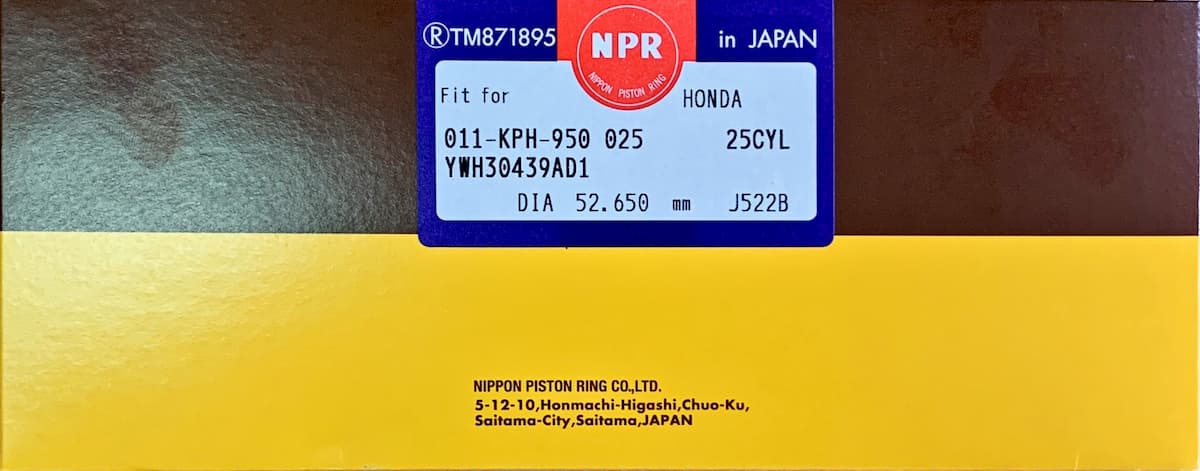 ®TM871895 NPR in JAPAN
NIPPON PISTON RING
Fit for HONDA
011-KPH-950 025 25CYL
YWH30439AD1
DIA 52.650 mm J522B
NIPPON PISTON RING CO.,LTD.
5-12-10,Honmachi-Higashi,Chuo-Ku,
Saitama-City,Saitama,JAPAN